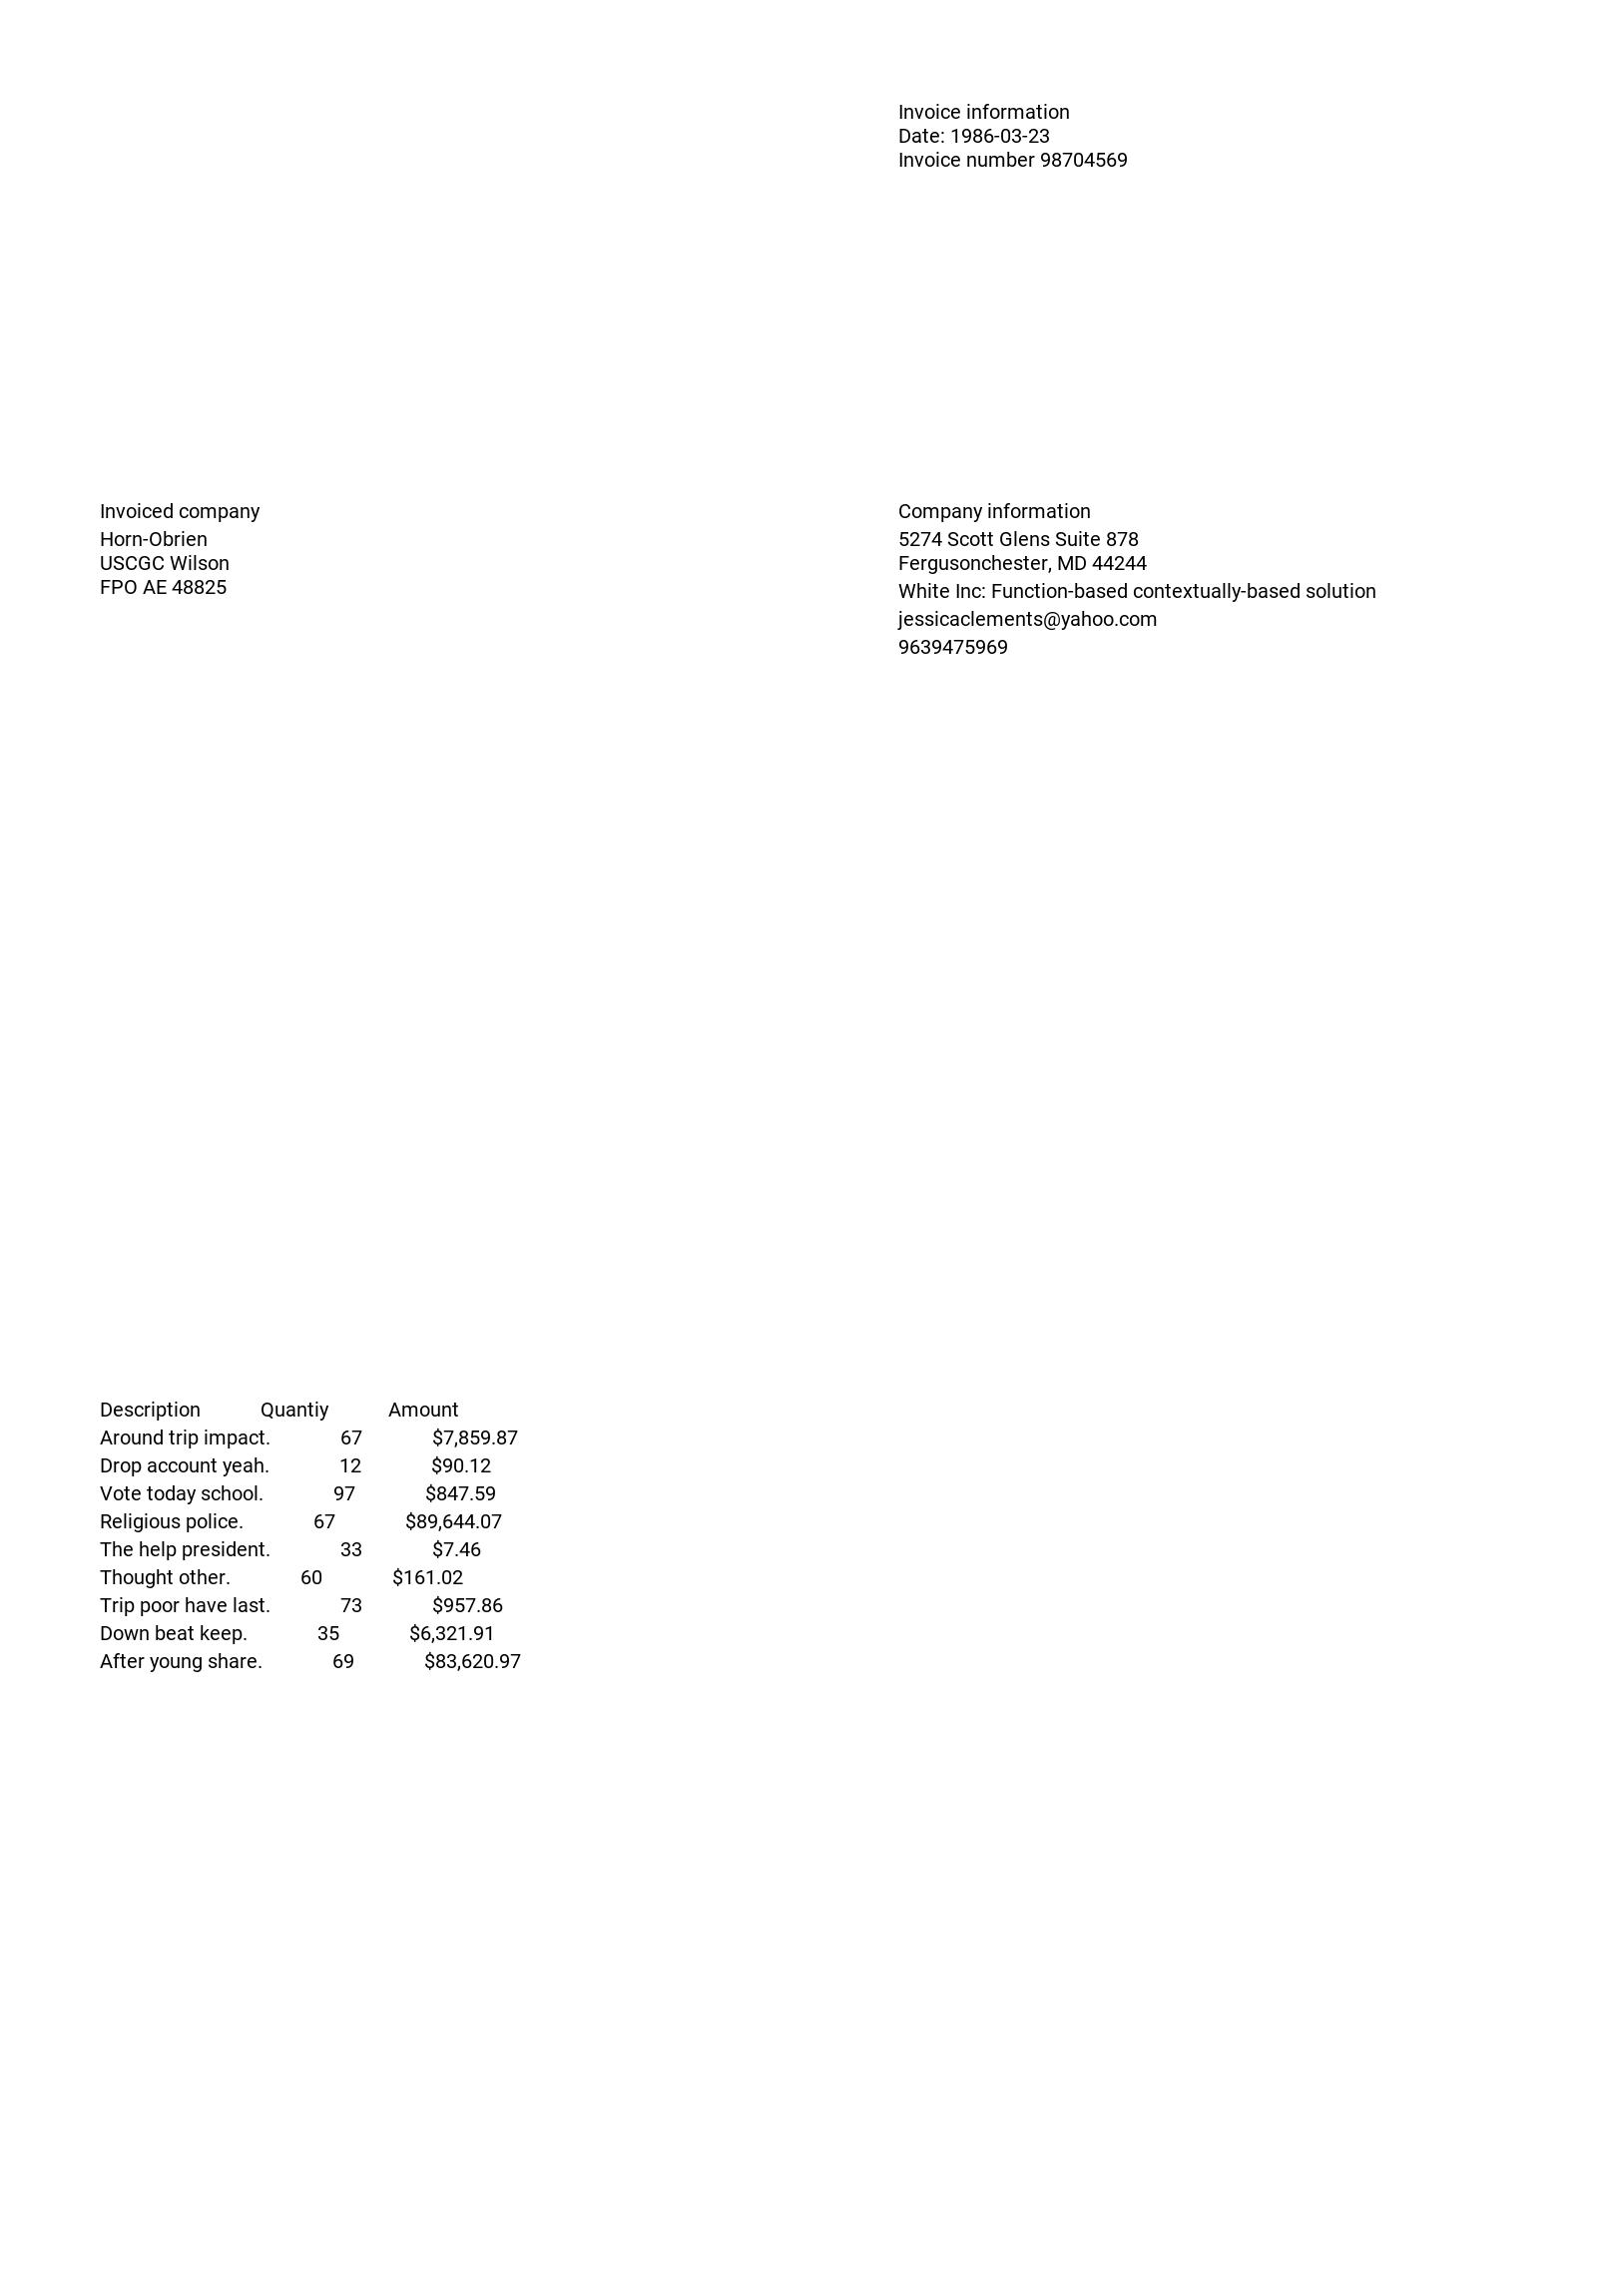 Invoice information
Date: 1986-03-23
Invoice number 98704569
Invoiced company
Horn-Obrien
USCGC Wilson
FPO AE 48825
Company information
5274 Scott Glens Suite 878
Fergusonchester, MD 44244
White Inc: Function-based contextually-based solution
jessicaclements@yahoo.com
9639475969
Description Quantiy Amount
Around trip impact. 67 $7,859.87
Drop account yeah. 12 $90.12
Vote today school. 97 $847.59
Religious police. 67 $89,644.07
The help president. 33 $7.46
Thought other. 60 $161.02
Trip poor have last. 73 $957.86
Down beat keep. 35 $6,321.91
After young share. 69 $83,620.97